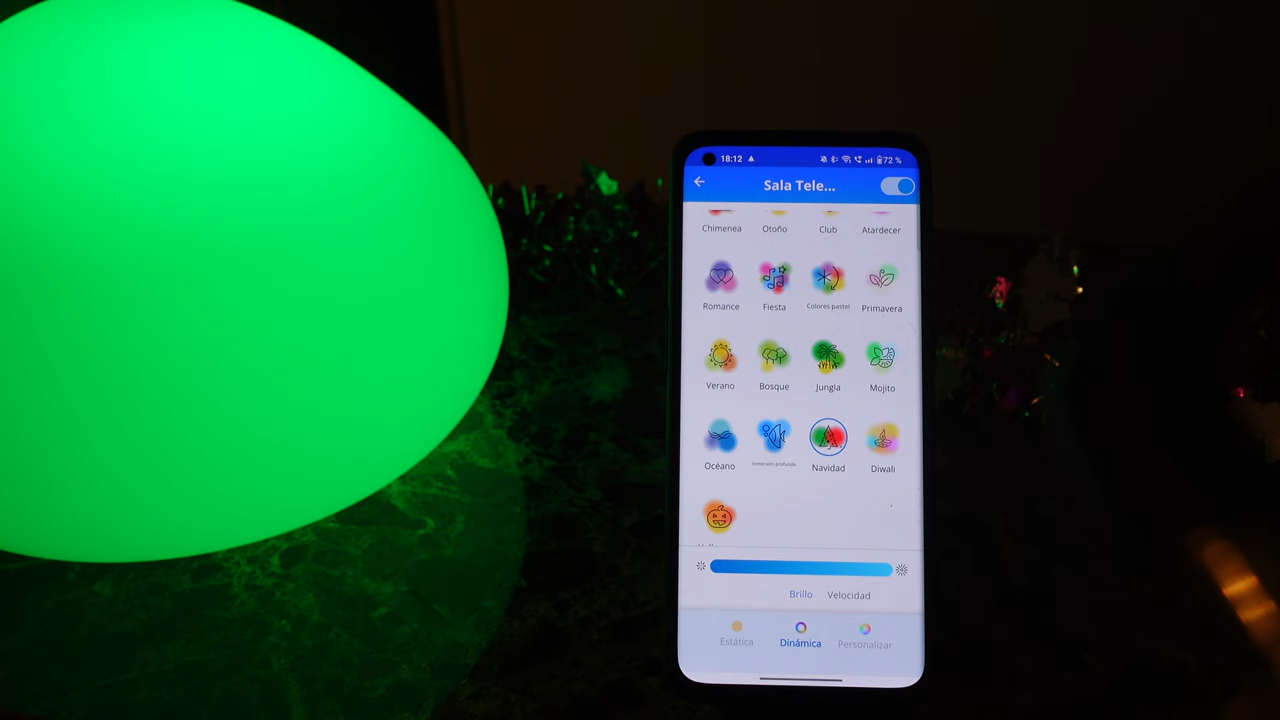 18:12
72 %
Sala Tele...
Chimenea Otoño Club Atardecer
Romance Fiesta Colores pastel Primavera
Verano Bosque Jungla Mojito
Océano Inmersión profunda Navidad Diwali
Brillo Velocidad
Estática Dinámica Personalizar